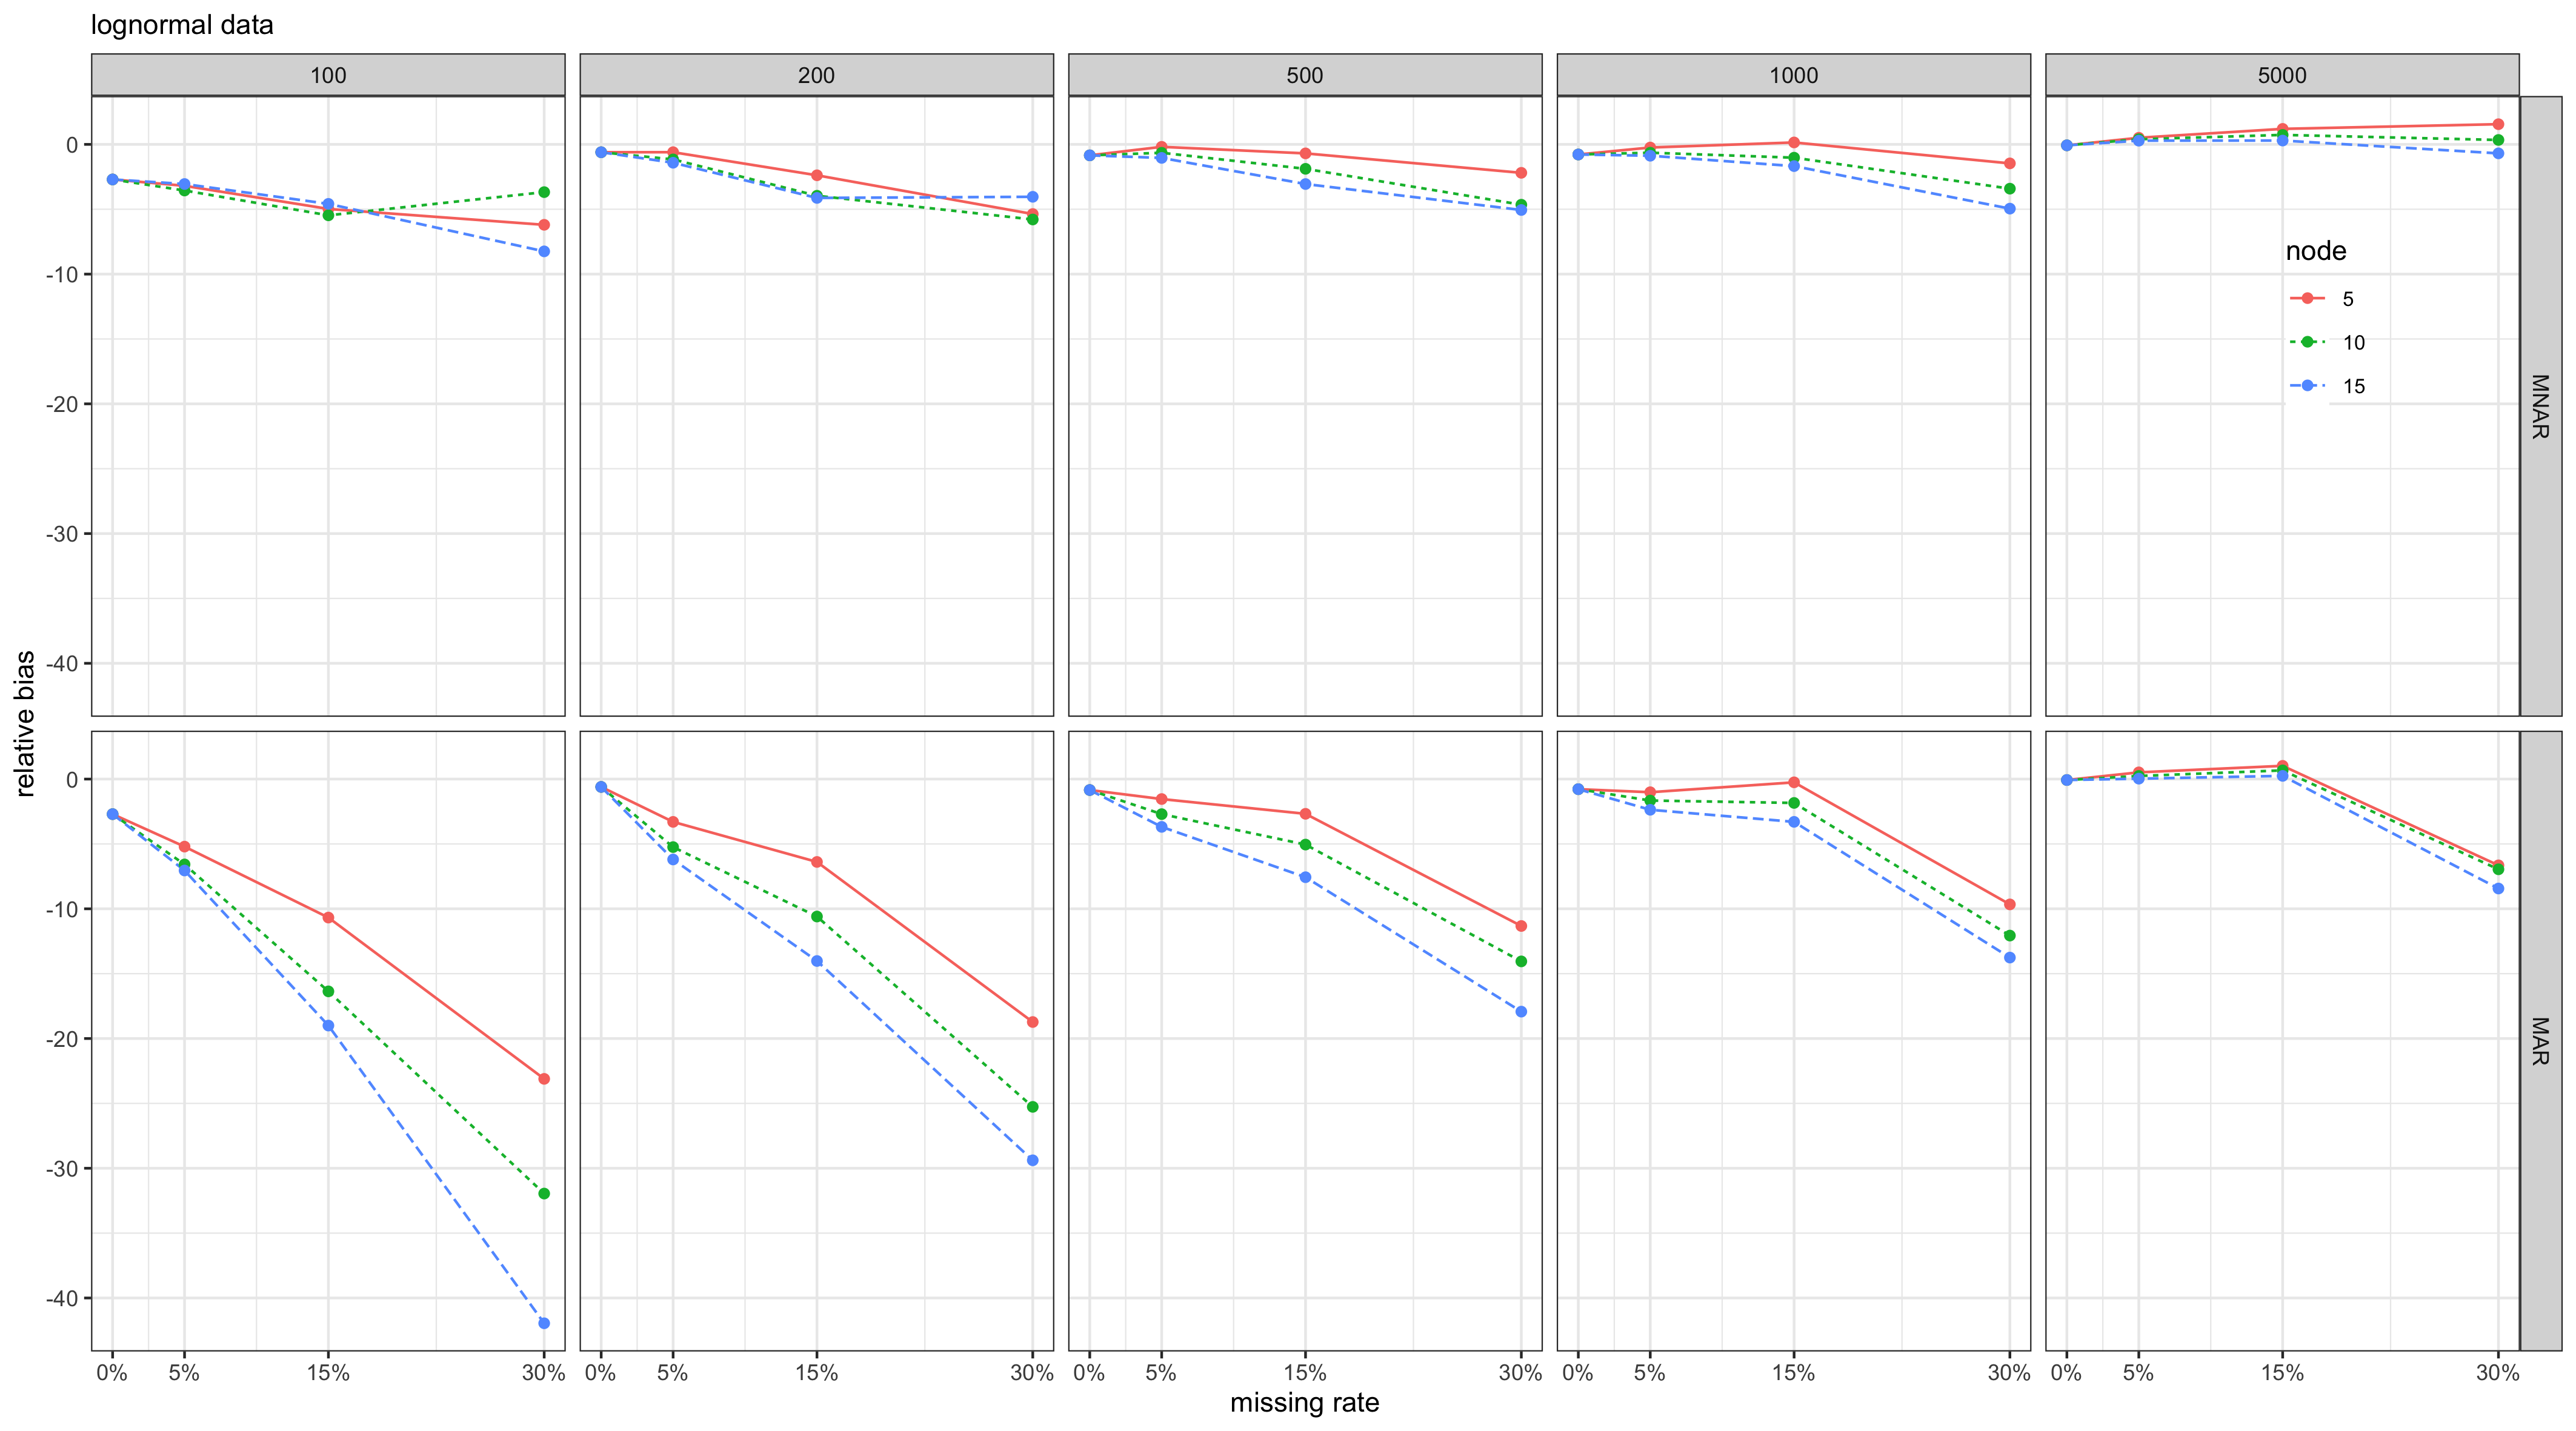 lognormal data
100 200 500 1000 5000
0
-10
-20
-30
-40
MNAR
node
5
10
15
relative bias
0
-10
-20
-30
-40
MAR
0% 5% 15% 30% 0% 5% 15% 30% 0% 5% 15% 30% 0% 5% 15% 30% 0% 5% 15% 30%
missing rate